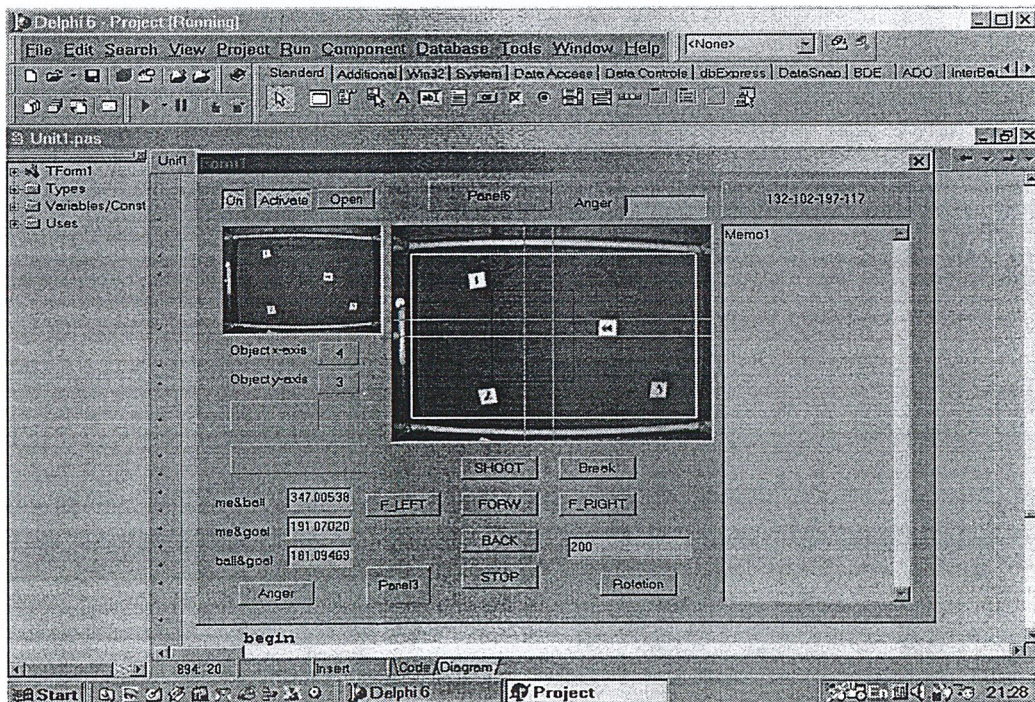 Delphi 6 - Project [Running]
File Edit Search View Project Run Component Database Tools Window Help <None>
Standard Additional Win32 System Data Access Data Controls dbExpress DataSnap BDE ADO InterBa
Unit1.pas
TForm1
Types
Variables/Const
Uses
Unit1
Form1
On Activate Open Panel6 Anger 132-102-197-117
Memo1
1
4
2
3
Object x-axis 4
Object y-axis 3
SHOOT Break
me&ball 347.00538 F_LEFT FORW F_RIGHT
me&goal 191.07020
BACK 200
ball&goal 181.09469
Anger Panel3 STOP Rotation
begin
894: 20 Insert \Code/Diagram/
Start Delphi 6 Project En 21:28